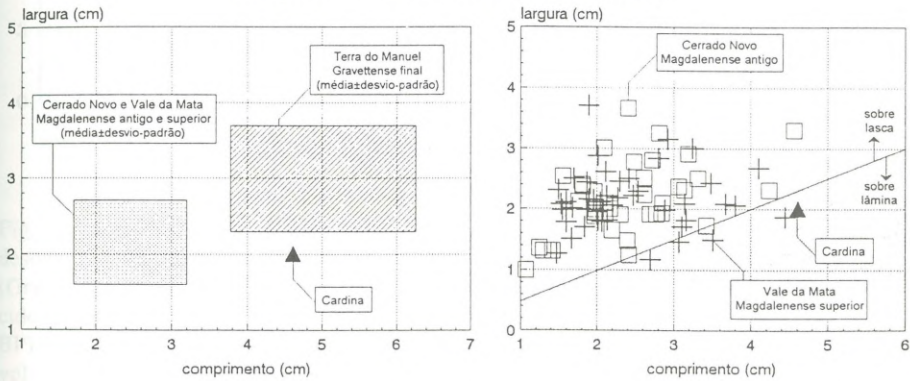 largura (cm)
5
4
3
2
1
1
2
3
4
5
6
7
comprimento (cm)
Terra do Manuel
Gravettense final
(média±desvio-padrão)
Cerrado Novo e Vale da Mata
Magdalenense antigo e superior
(média±desvio-padrão)
Cardina
largura (cm)
5
4
3
2
1
0
1
2
3
4
5
6
comprimento (cm)
Cerrado Novo
Magdalenense antigo
sobre
lasca
sobre
lâmina
Cardina
Vale da Mata
Magdalenense superior